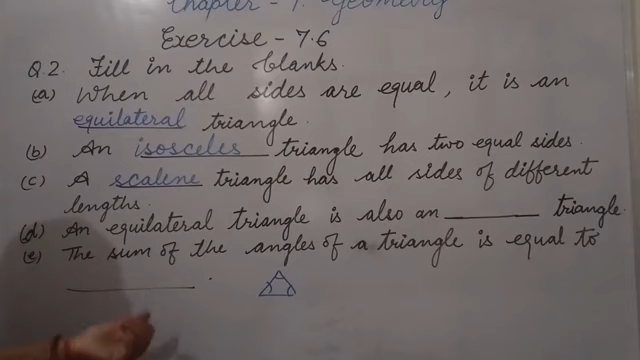 Chapter - 7. Geometry
Exercise - 7.6
Q.2. Fill in the blanks.
(a) When all sides are equal, it is an
equilateral triangle.
(b) An isosceles triangle has two equal sides.
(c) A scalene triangle has all sides of different
lengths.
(d) An equilateral triangle is also an ________ triangle.
(e) The sum of the angles of a triangle is equal to
____________ .